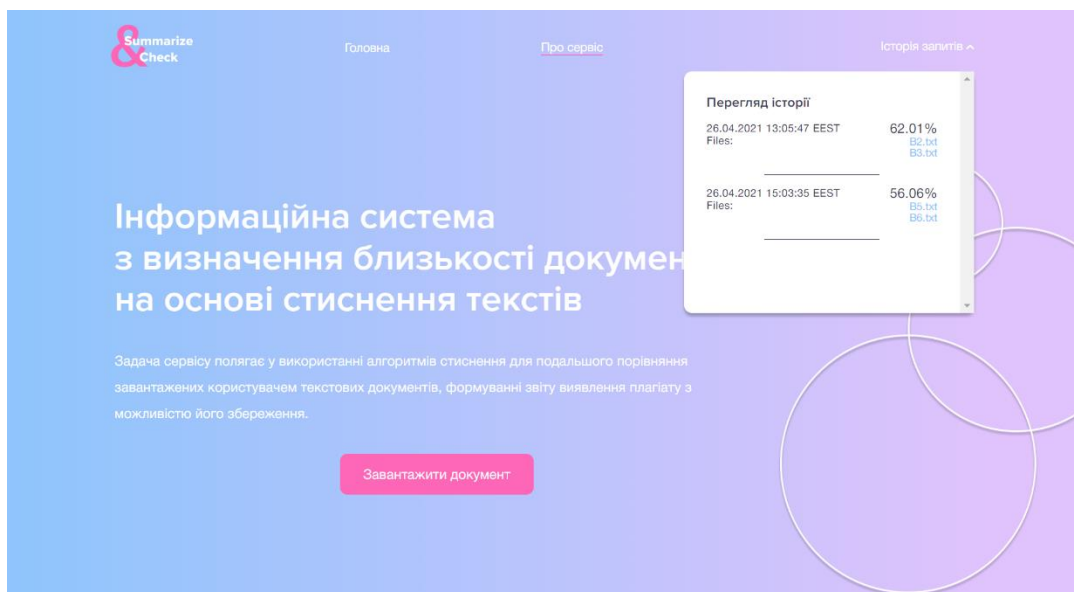 &
Summarize
Check
Головна
Про сервіс
Історія запитів
Перегляд історії
26.04.2021 13:05:47 EEST 62.01%
Files: B2.txt
B3.txt
26.04.2021 15:03:35 EEST 56.06%
Files: B5.txt
B6.txt
Інформаційна система
з визначення близькості докумен
на основі стиснення текстів
Задача сервісу полягає у використанні алгоритмів стиснення для подальшого порівняння
завантажених користувачем текстових документів, формуванні звіту виявлення плагіату з
можливістю його збереження.
Завантажити документ